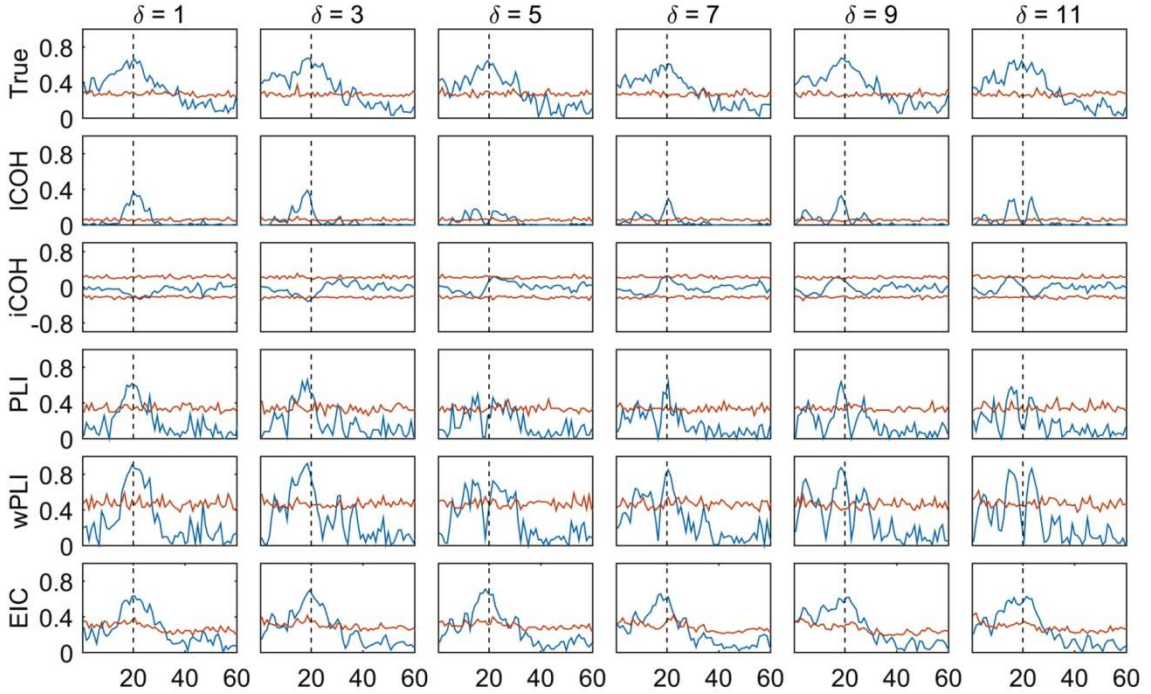 δ = 1 δ = 3 δ = 5 δ = 7 δ = 9 δ = 11
True 0.8 0.4 0
ICOH 0.8 0.4 0
iCOH 0.8 0 -0.8
PLI 0.8 0.4 0
wPLI 0.8 0.4 0
EIC 0.8 0.4 0
20 40 60 20 40 60 20 40 60 20 40 60 20 40 60 20 40 60